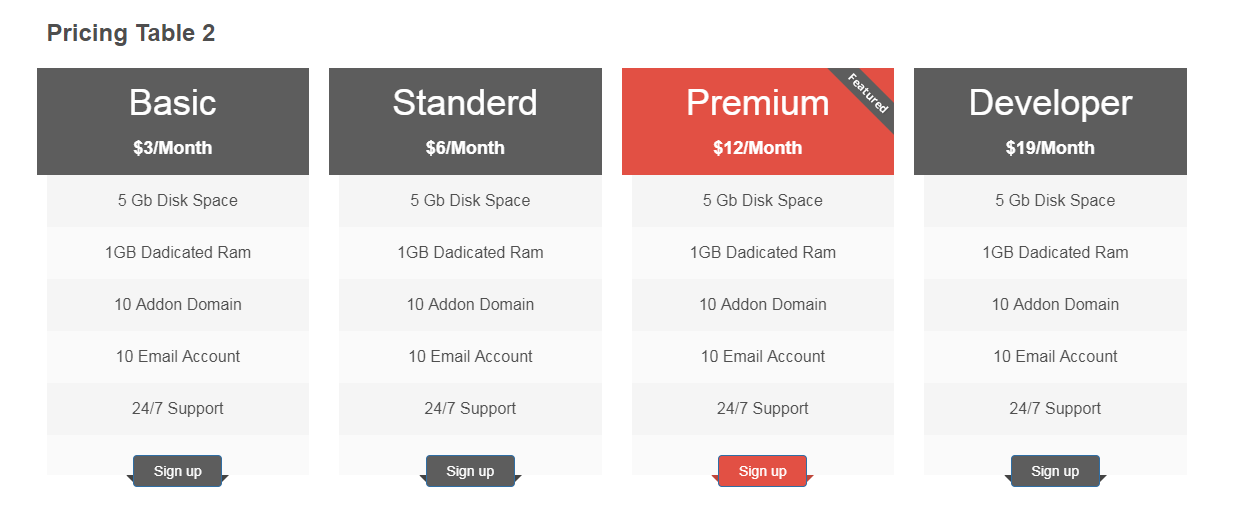 Pricing Table 2
Basic
$3/Month
5 Gb Disk Space
1GB Dadicated Ram
10 Addon Domain
10 Email Account
24/7 Support
Sign up
Standerd
$6/Month
5 Gb Disk Space
1GB Dadicated Ram
10 Addon Domain
10 Email Account
24/7 Support
Sign up
Premium
Featured
$12/Month
5 Gb Disk Space
1GB Dadicated Ram
10 Addon Domain
10 Email Account
24/7 Support
Sign up
Developer
$19/Month
5 Gb Disk Space
1GB Dadicated Ram
10 Addon Domain
10 Email Account
24/7 Support
Sign up